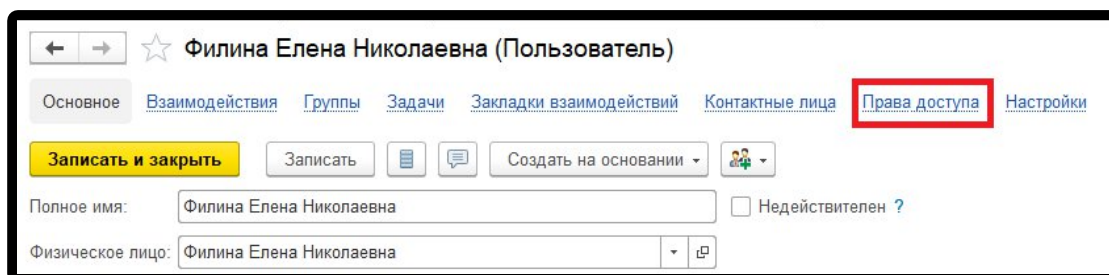 Филина Елена Николаевна (Пользователь)
Основное Взаимодействия Группы Задачи Закладки взаимодействий Контактные лица Права доступа Настройки
Записать и закрыть Записать Создать на основании
Полное имя: Филина Елена Николаевна Недействителен ?
Физическое лицо: Филина Елена Николаевна